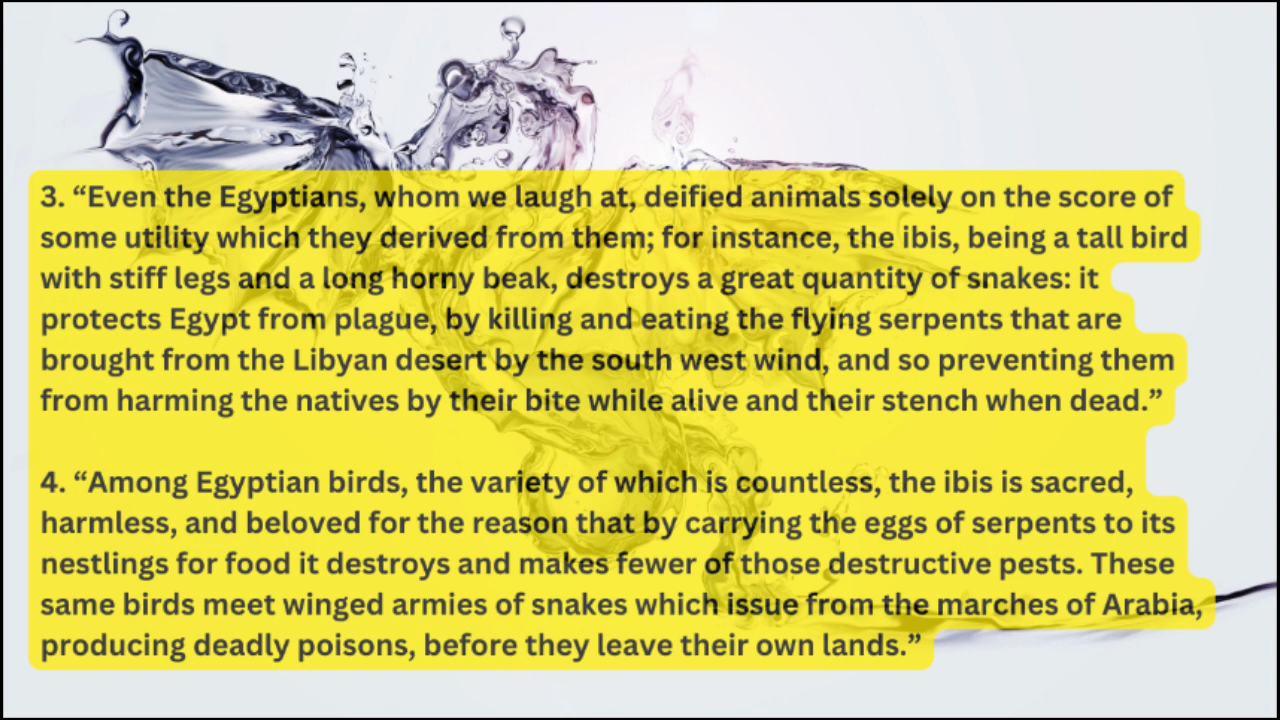 3. “Even the Egyptians, whom we laugh at, deified animals solely on the score of
some utility which they derived from them; for instance, the ibis, being a tall bird
with stiff legs and a long horny beak, destroys a great quantity of snakes: it
protects Egypt from plague, by killing and eating the flying serpents that are
brought from the Libyan desert by the south west wind, and so preventing them
from harming the natives by their bite while alive and their stench when dead.”
4. “Among Egyptian birds, the variety of which is countless, the ibis is sacred,
harmless, and beloved for the reason that by carrying the eggs of serpents to its
nestlings for food it destroys and makes fewer of those destructive pests. These
same birds meet winged armies of snakes which issue from the marches of Arabia,
producing deadly poisons, before they leave their own lands.”